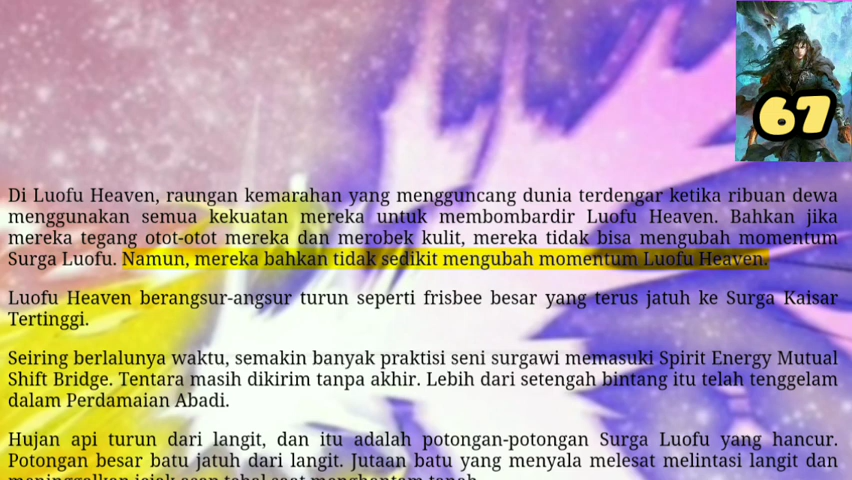 67
Di Luofu Heaven, raungan kemarahan yang mengguncang dunia terdengar ketika ribuan dewa
menggunakan semua kekuatan mereka untuk membombardir Luofu Heaven. Bahkan jika
mereka tegang otot-otot mereka dan merobek kulit, mereka tidak bisa mengubah momentum
Surga Luofu. Namun, mereka bahkan tidak sedikit mengubah momentum Luofu Heaven.
Luofu Heaven berangsur-angsur turun seperti frisbee besar yang terus jatuh ke Surga Kaisar
Tertinggi.
Seiring berlalunya waktu, semakin banyak praktisi seni surgawi memasuki Spirit Energy Mutual
Shift Bridge. Tentara masih dikirim tanpa akhir. Lebih dari setengah bintang itu telah tenggelam
dalam Perdamaian Abadi.
Hujan api turun dari langit, dan itu adalah potongan-potongan Surga Luofu yang hancur.
Potongan besar batu jatuh dari langit. Jutaan batu yang menyala melesat melintasi langit dan